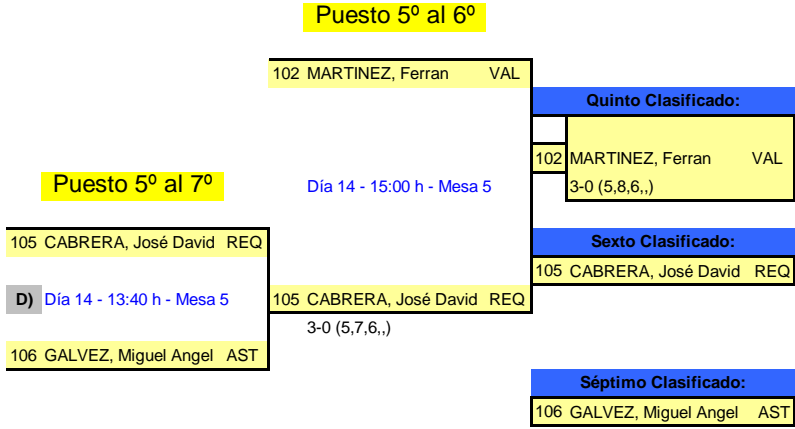 Puesto 5º al 6º
102 MARTINEZ, Ferran VAL
Quinto Clasificado:
102 MARTINEZ, Ferran VAL
3-0 (5,8,6,,)
Puesto 5º al 7º
Día 14 - 15:00 h - Mesa 5
105 CABRERA, José David REQ
Sexto Clasificado:
105 CABRERA, José David REQ
D) Día 14 - 13:40 h - Mesa 5
105 CABRERA, José David REQ
3-0 (5,7,6,,)
106 GALVEZ, Miguel Angel AST
Séptimo Clasificado:
106 GALVEZ, Miguel Angel AST